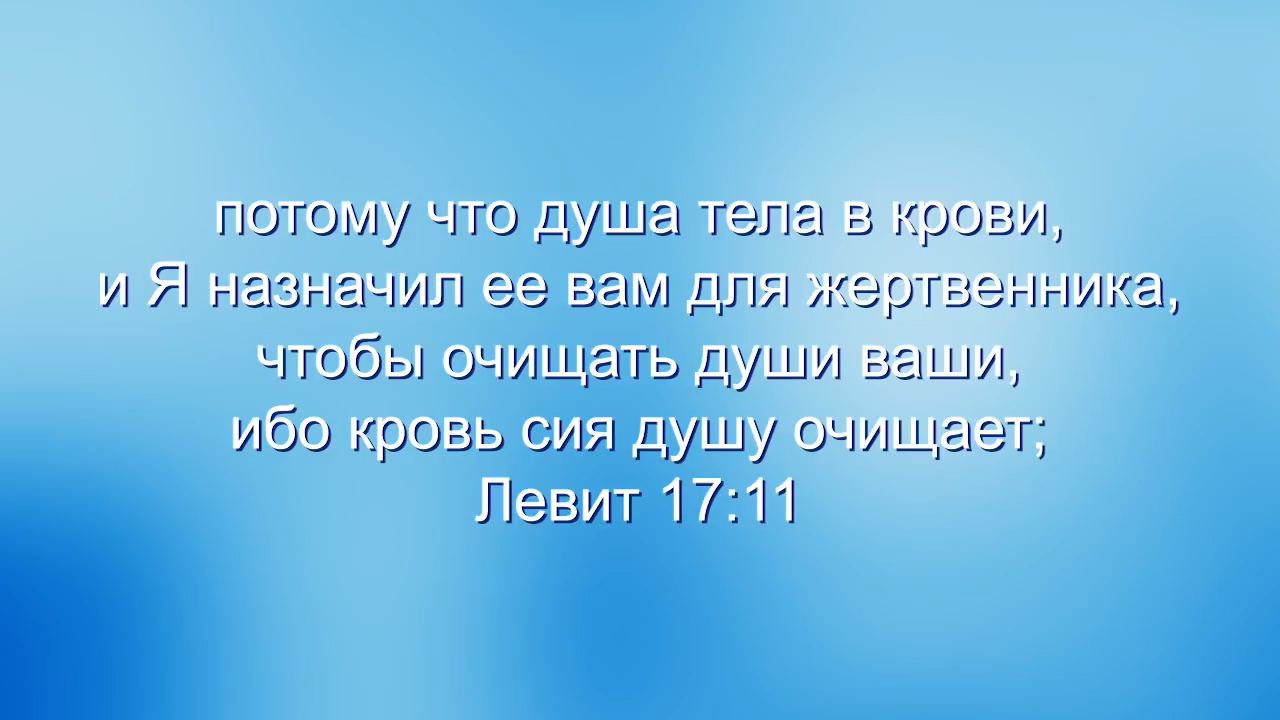 потому что душа тела в крови,
и Я назначил ее вам для жертвенника,
чтобы очищать души ваши,
ибо кровь сия душу очищает;
Левит 17:11